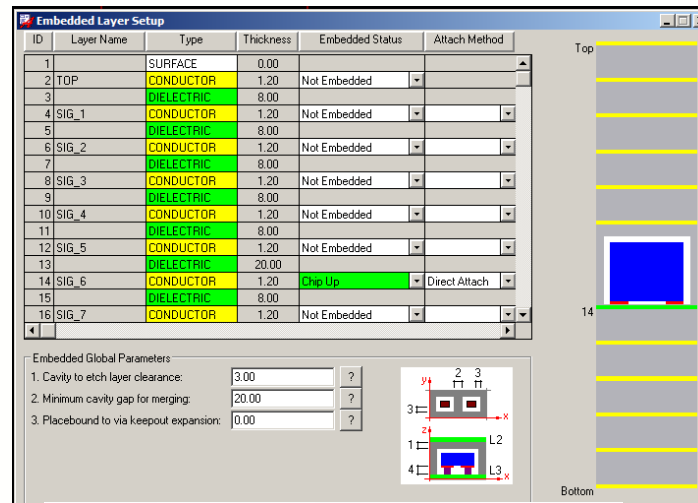 Embedded Layer Setup
ID Layer Name Type Thickness Embedded Status Attach Method
1 SURFACE 0.00
2 TOP CONDUCTOR 1.20 Not Embedded
3 DIELECTRIC 8.00
4 SIG_1 CONDUCTOR 1.20 Not Embedded
5 DIELECTRIC 8.00
6 SIG_2 CONDUCTOR 1.20 Not Embedded
7 DIELECTRIC 8.00
8 SIG_3 CONDUCTOR 1.20 Not Embedded
9 DIELECTRIC 8.00
10 SIG_4 CONDUCTOR 1.20 Not Embedded
11 DIELECTRIC 8.00
12 SIG_5 CONDUCTOR 1.20 Not Embedded
13 DIELECTRIC 20.00
14 SIG_6 CONDUCTOR 1.20 Chip Up Direct Attach
15 DIELECTRIC 8.00
16 SIG_7 CONDUCTOR 1.20 Not Embedded
Top
14
Bottom
Embedded Global Parameters
1. Cavity to etch layer clearance: 3.00 ?
2. Minimum cavity gap for merging: 20.00 ?
3. Placebound to via keepout expansion: 0.00 ?
y 2 3
3 x
z
1 L2
4 L3
x